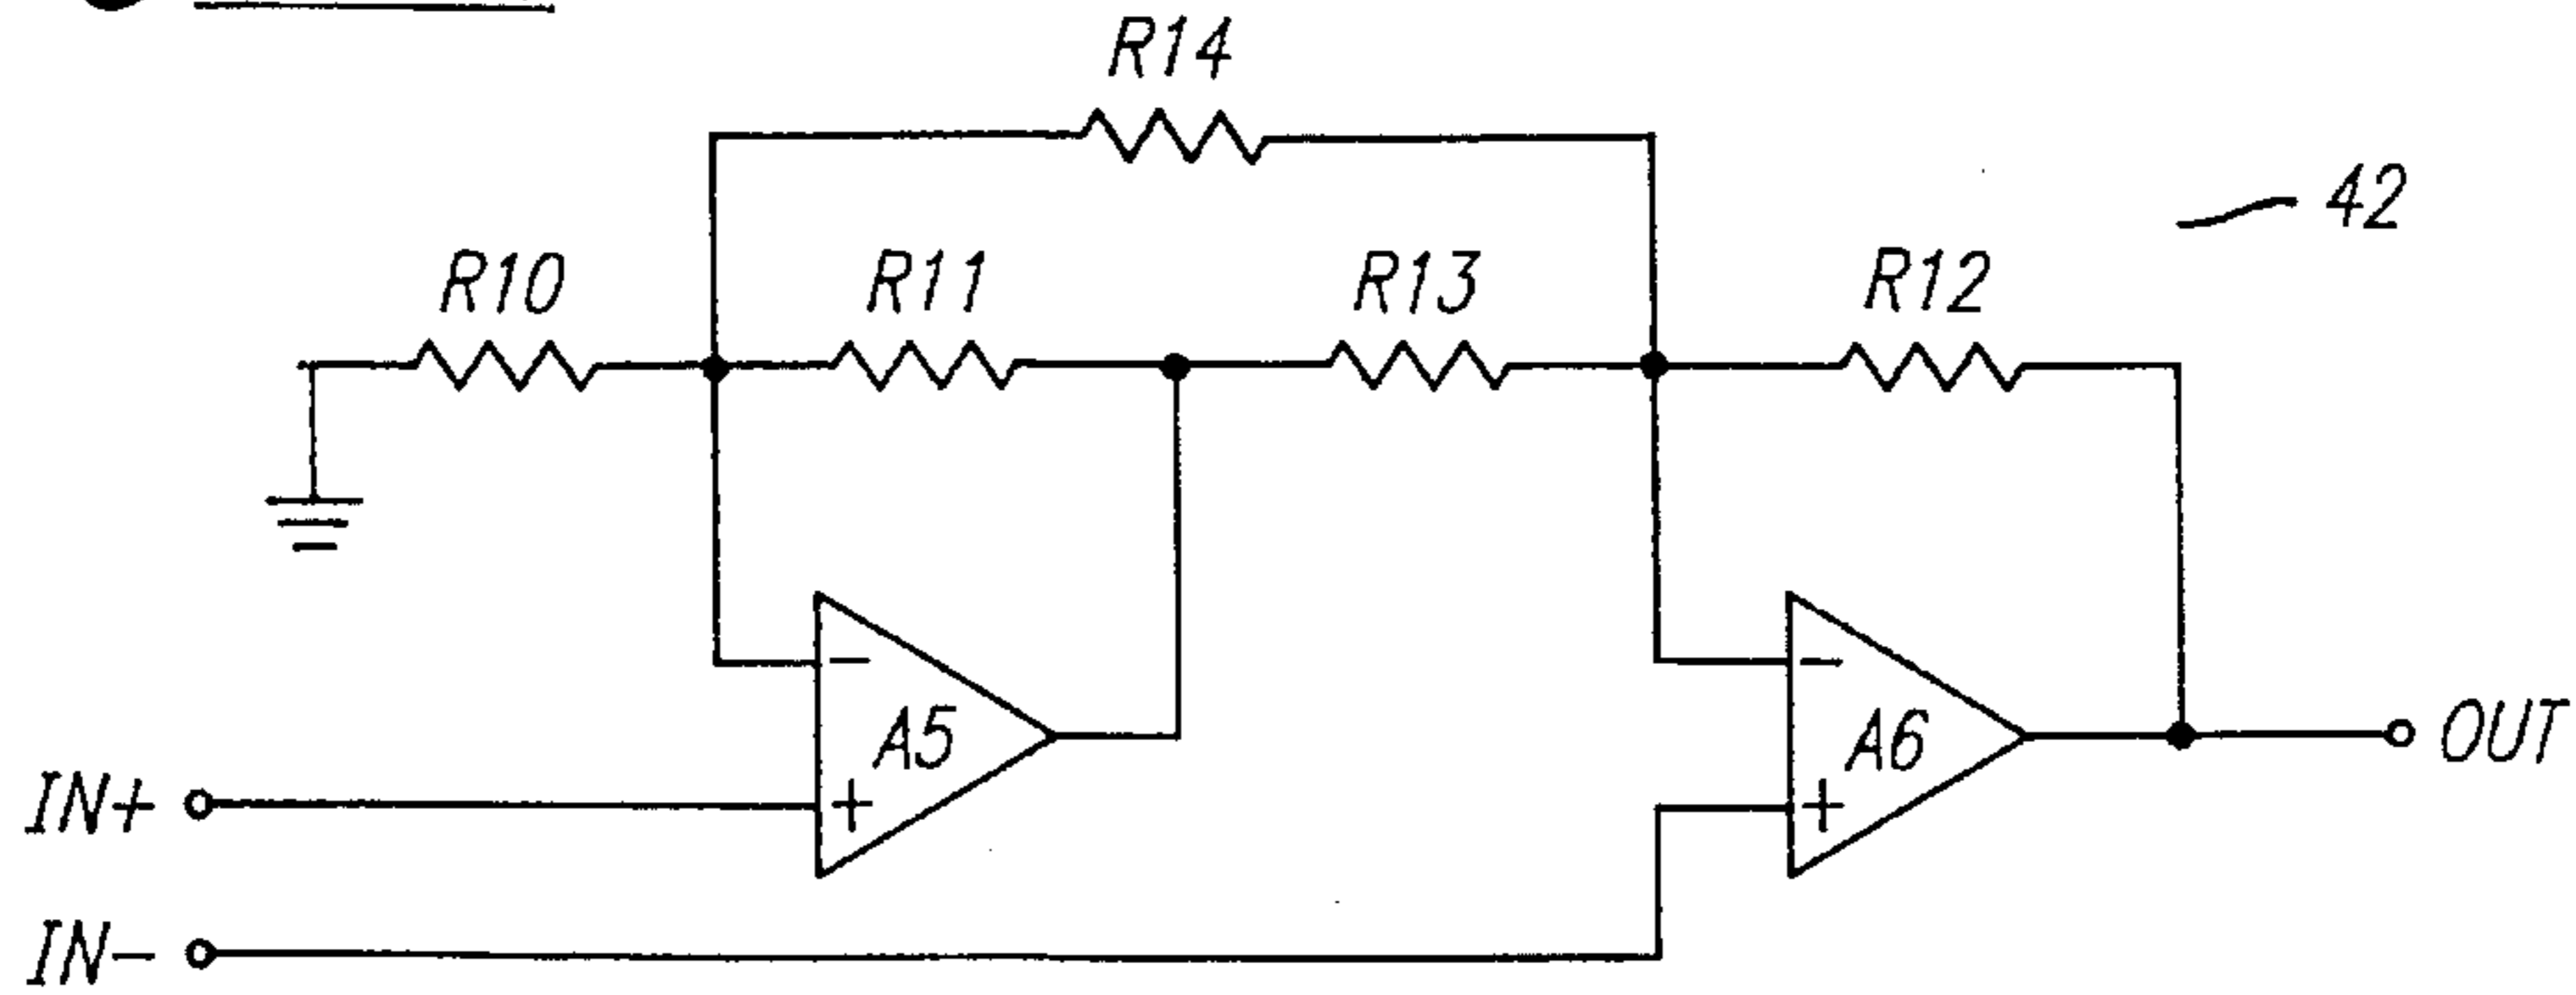 R14
42
R10
R11
R13
R12
A5
A6
OUT
IN+
IN-
-
+
-
+